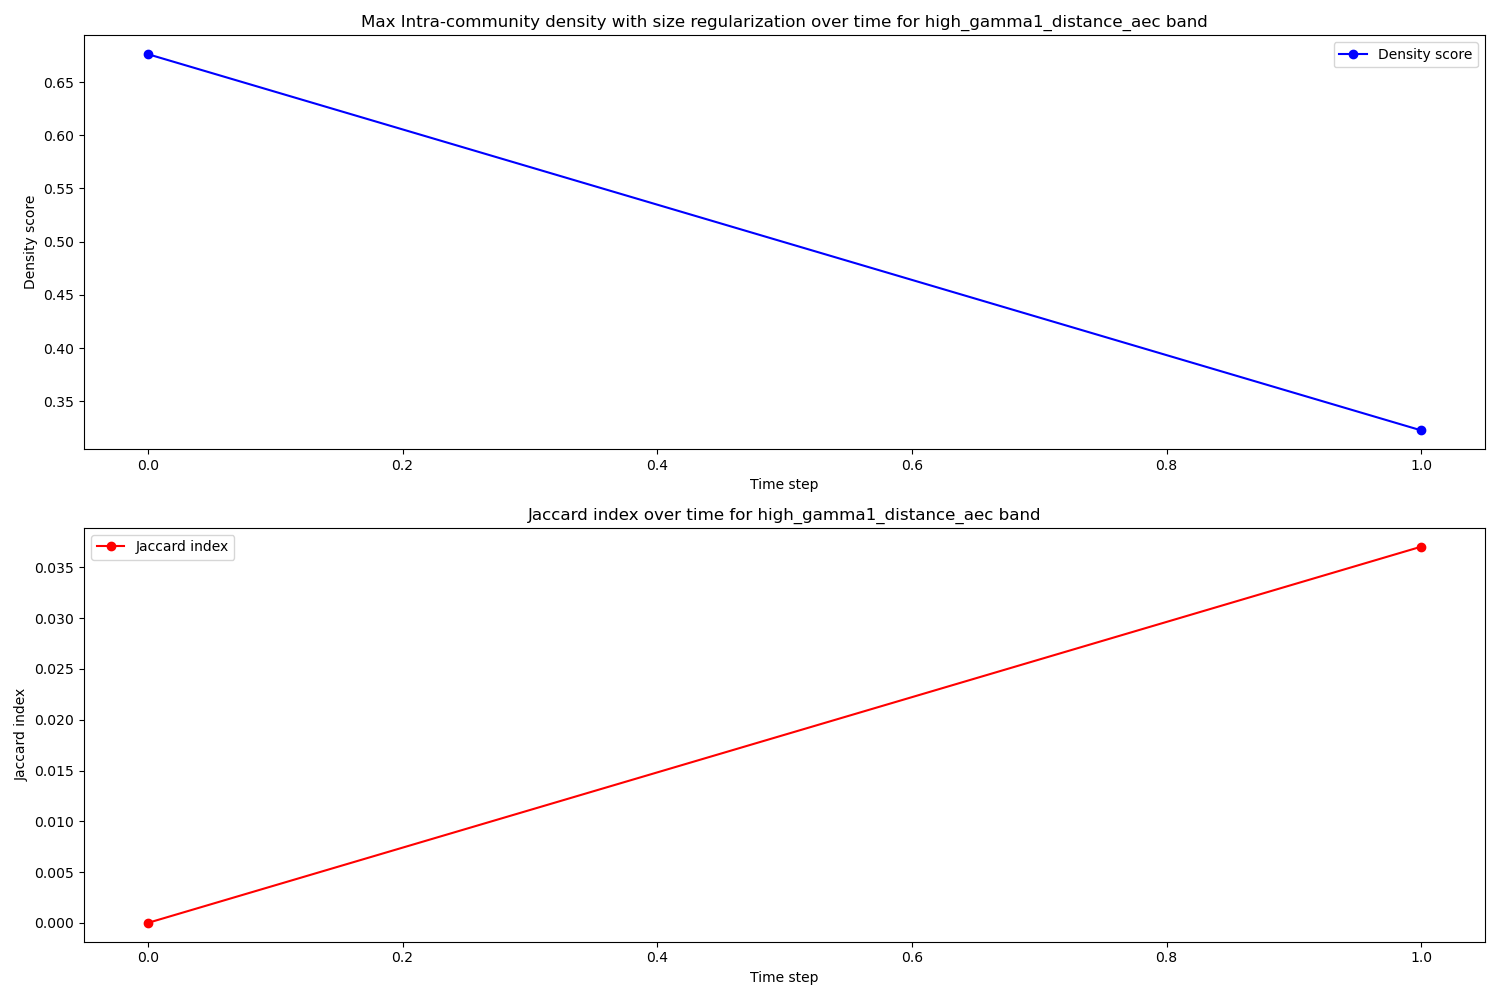 Max Intra-community density with size regularization over time for high_gamma1_distance_aec band
Density score
0.65
0.60
0.55
0.50
0.45
0.40
0.35
Density score
0.0 0.2 0.4 0.6 0.8 1.0
Time step
Jaccard index over time for high_gamma1_distance_aec band
Jaccard index
0.035
0.030
0.025
0.020
0.015
0.010
0.005
0.000
Jaccard index
0.0 0.2 0.4 0.6 0.8 1.0
Time step